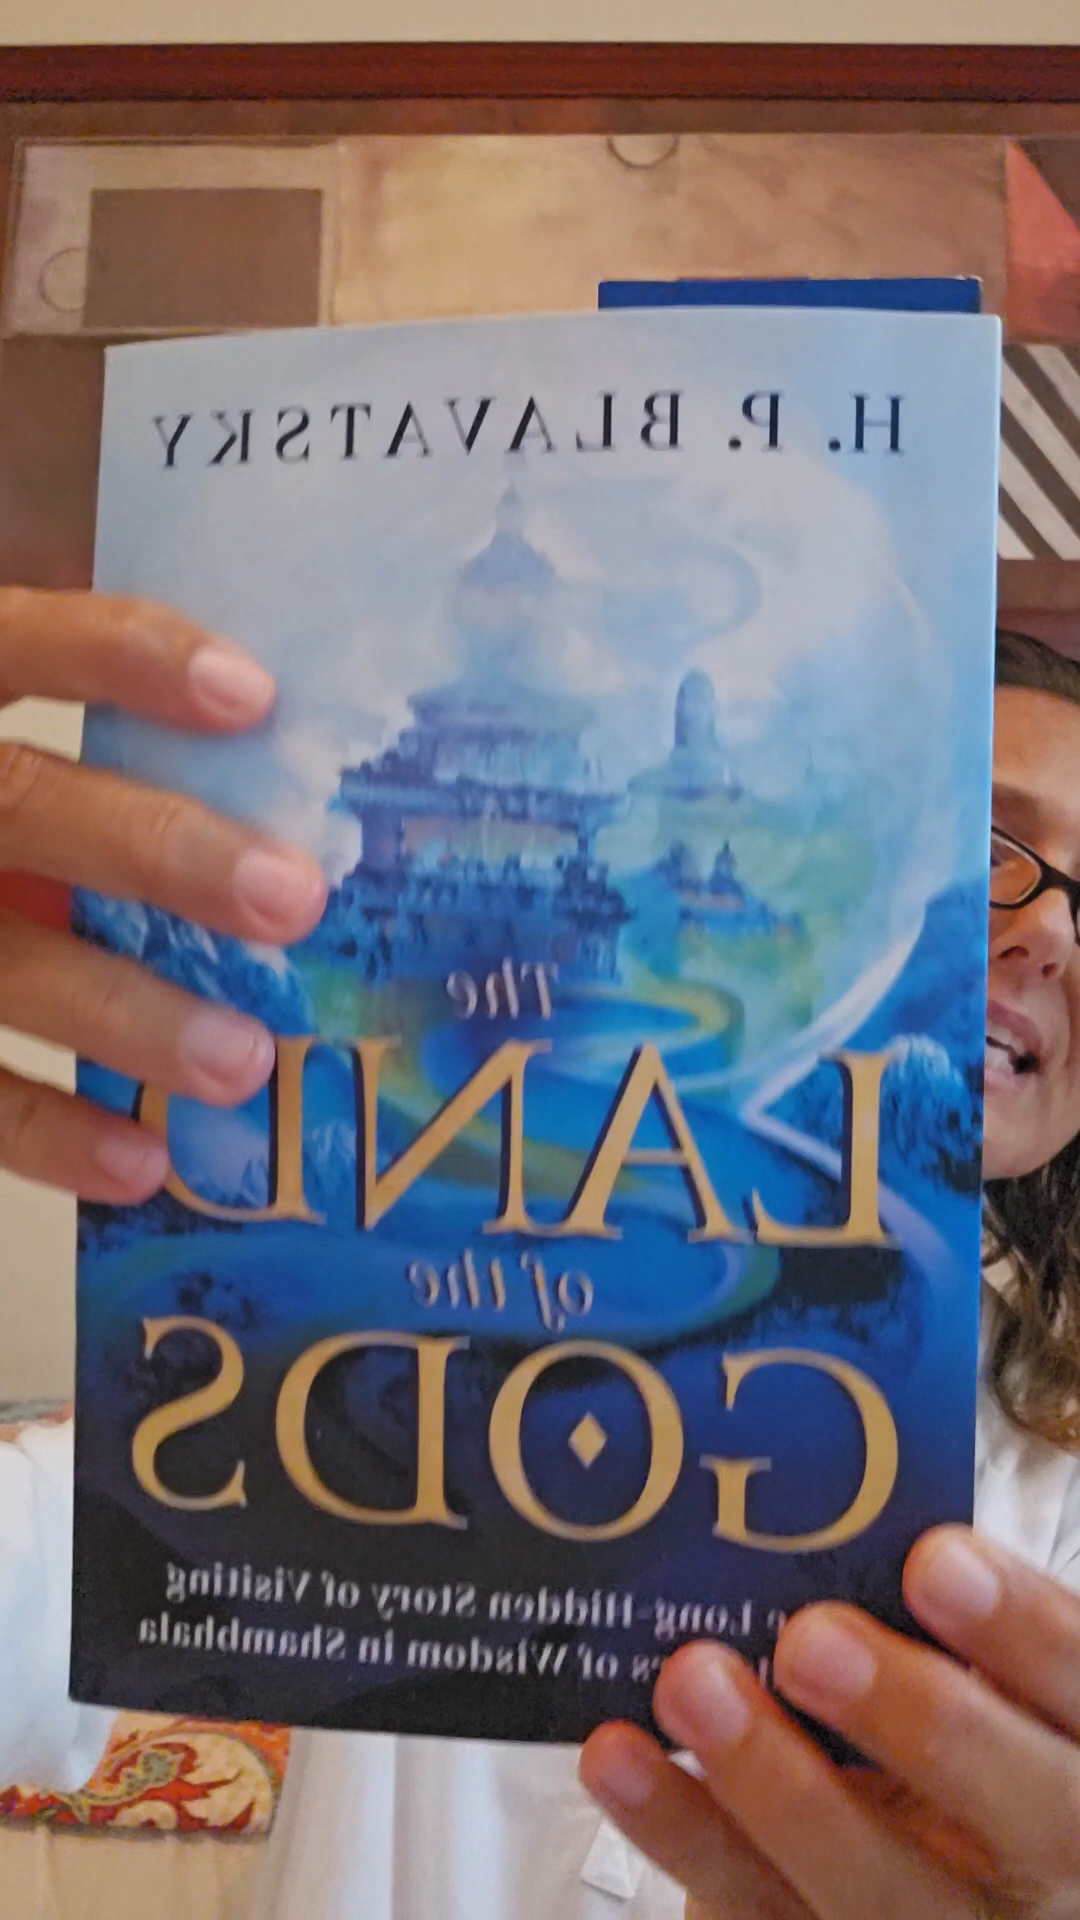 H. P. BLAVATSKY
The
LAND
of the
GODS
Long-Hidden Story of Visiting
of Wisdom in Shambhala